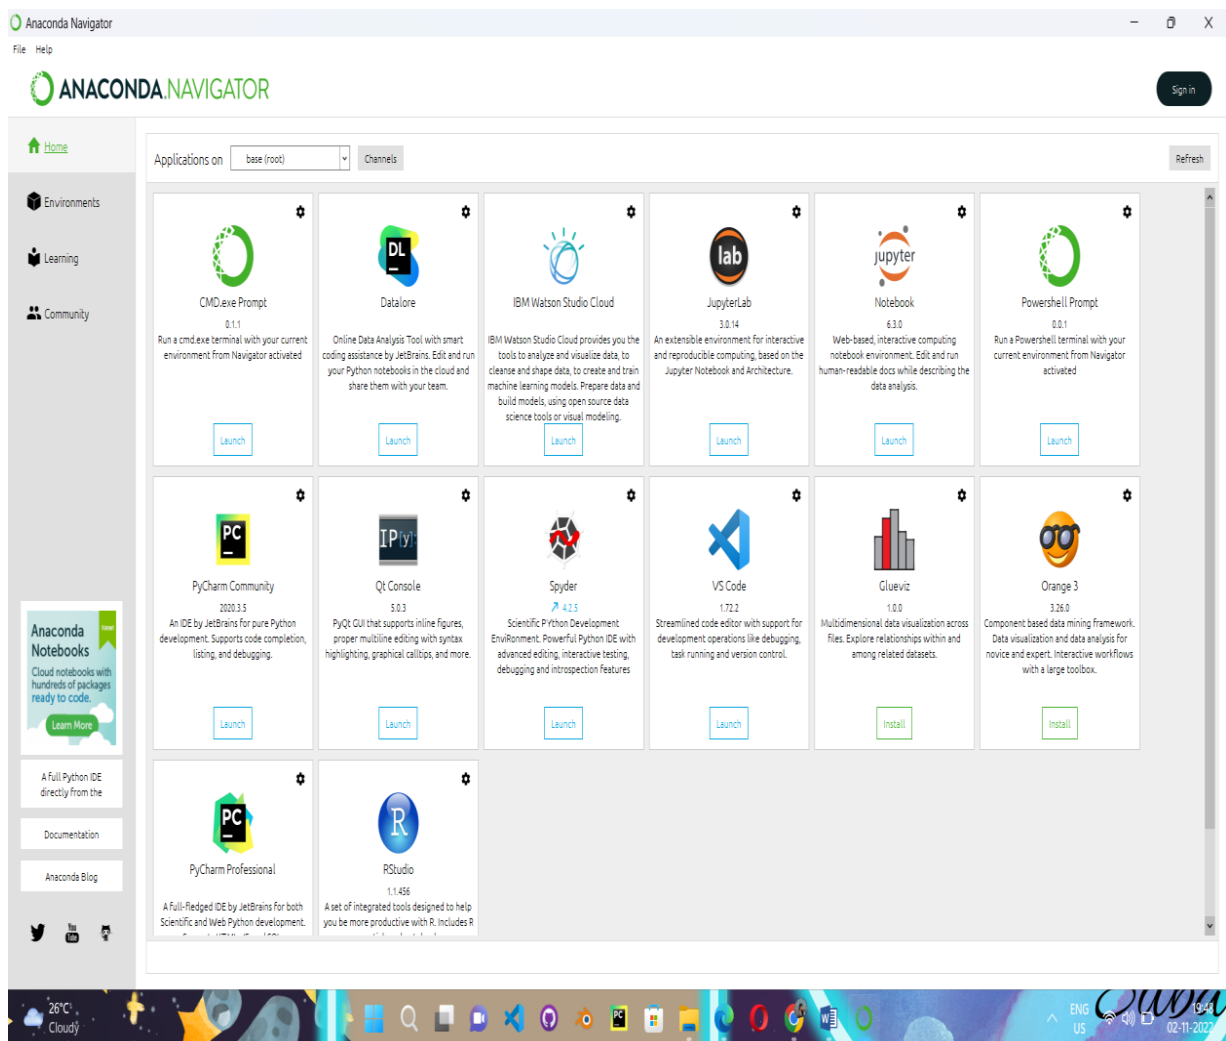 Anaconda Navigator
File Help
ANACONDA.NAVIGATOR
Sign in
Home
Environments
Learning
Community
Applications on base (root) Channels
Refresh
CMD.exe Prompt
0.1.1
Run a cmd.exe terminal with your current
environment from Navigator activated
Launch
DL
Datalore
Online Data Analysis Tool with smart
coding assistance by JetBrains. Edit and run
your Python notebooks in the cloud and
share them with your team.
Launch
IBM Watson Studio Cloud
IBM Watson Studio Cloud provides you the
tools to analyze and visualize data, to
cleanse and shape data, to create and train
machine learning models. Prepare data and
build models, using open source data
science tools or visual modeling.
Launch
lab
JupyterLab
3.0.14
An extensible environment for interactive
and reproducible computing, based on the
Jupyter Notebook and Architecture.
Launch
jupyter
Notebook
6.3.0
Web-based, interactive computing
notebook environment. Edit and run
human-readable docs while describing the
data analysis.
Launch
Powershell Prompt
0.0.1
Run a Powershell terminal with your
current environment from Navigator
activated
Launch
PC
PyCharm Community
2020.3.5
An IDE by JetBrains for pure Python
development. Supports code completion,
listing, and debugging.
Launch
IP[y]:
Qt Console
5.0.3
PyQt GUI that supports inline figures,
proper multiline editing with syntax
highlighting, graphical calltips, and more.
Launch
Spyder
4.2.5
Scientific PYthon Development
EnviRonment. Powerful Python IDE with
advanced editing, interactive testing,
debugging and introspection features
Launch
VS Code
1.72.2
Streamlined code editor with support for
development operations like debugging,
task running and version control.
Launch
Glueviz
1.0.0
Multidimensional data visualization across
files. Explore relationships within and
among related datasets.
Install
Orange 3
3.26.0
Component based data mining framework.
Data visualization and data analysis for
novice and expert. Interactive workflows
with a large toolbox.
Install
PC
PyCharm Professional
A full-fledged IDE by JetBrains for both
Scientific and Web Python development.
R
RStudio
1.1.456
A set of integrated tools designed to help
you be more productive with R. Includes R
Anaconda
Notebooks
Cloud notebooks with
hundreds of packages
ready to code.
Learn More
A full Python IDE
directly from the
Documentation
Anaconda Blog
You
Tube
26°C
Cloudy
PC
W
ENG
US
19:48
02-11-2022